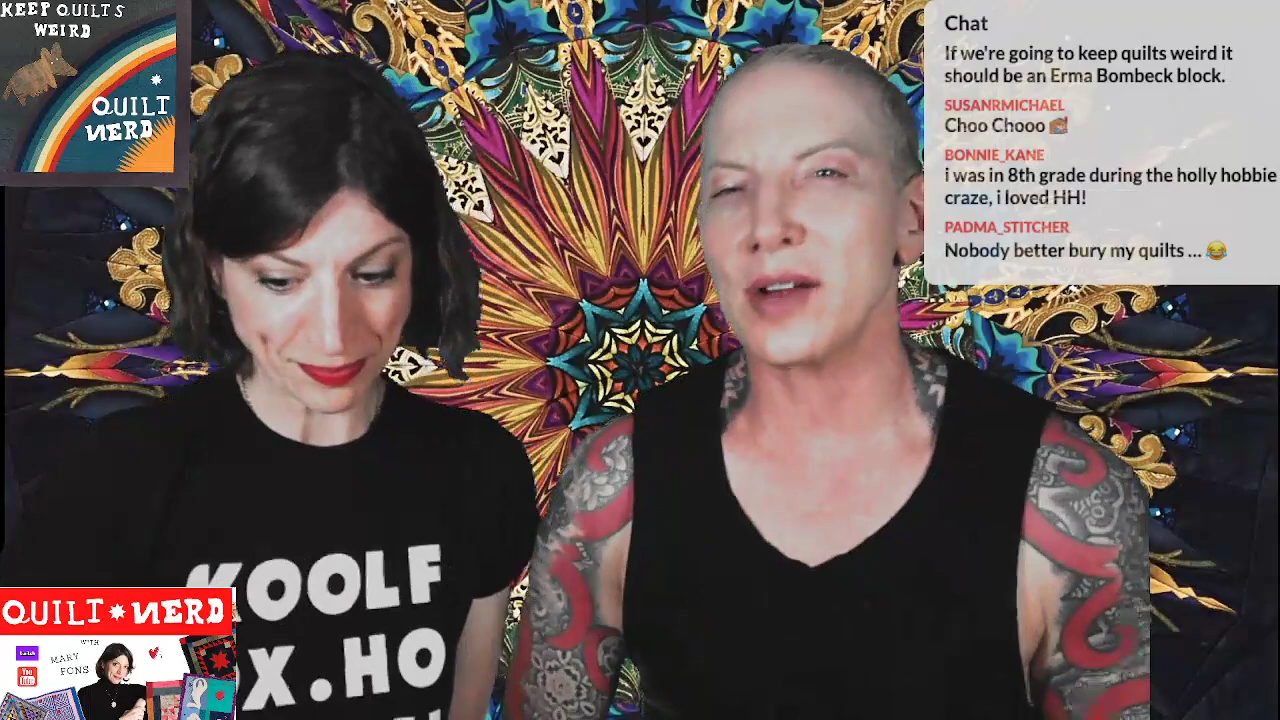 KEEP QUILTS
WEIRD
QUILT
NERD
Chat
If we're going to keep quilts weird it
should be an Erma Bombeck block.
SUSANRMICHAEL
Choo Chooo
BONNIE_KANE
i was in 8th grade during the holly hobbie
craze, i loved HH!
PADMA_STITCHER
Nobody better bury my quilts ... 😂
KOOLF
X.HO
QUILT NERD
WITH
MARY
FONS
You